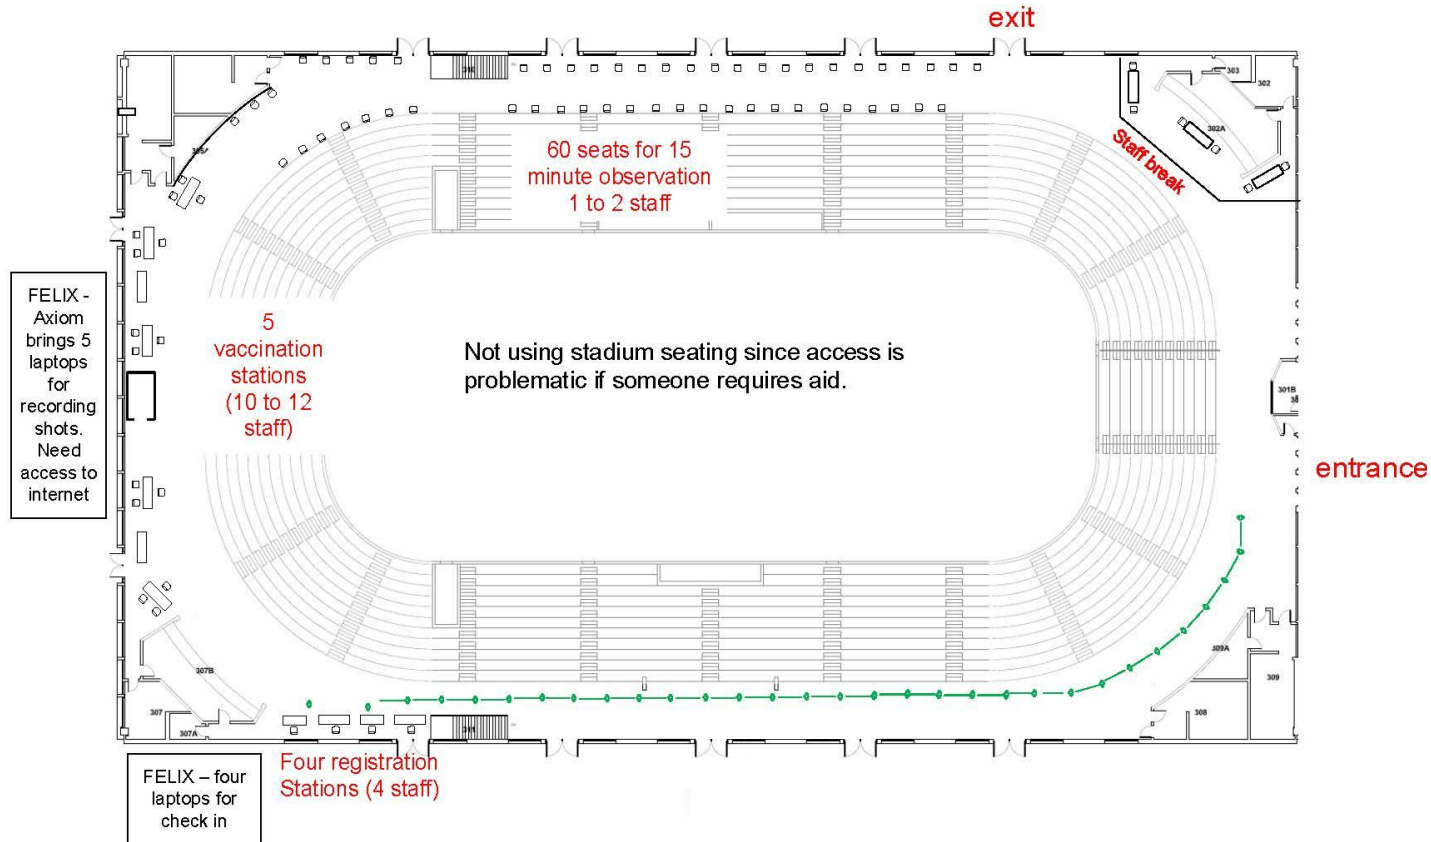 exit
310
303
302
302A
305A
Staff break
60 seats for 15
minute observation
1 to 2 staff
FELIX -
Axiom
brings 5
laptops
for
recording
shots.
Need
access to
internet
5
vaccination
stations
(10 to 12
staff)
Not using stadium seating since access is
problematic if someone requires aid.
301B
entrance
307B
309A
309
307
308
307A
311
Four registration
Stations (4 staff)
FELIX – four
laptops for
check in